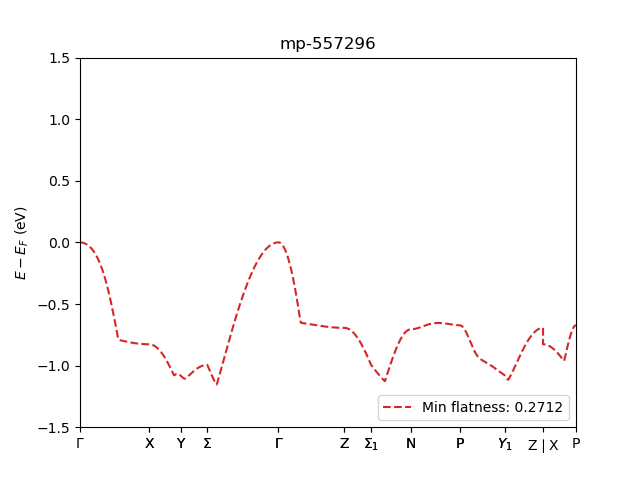 mp-557296
1.5
1.0
0.5
0.0
−0.5
−1.0
−1.5
E − E_F (eV)
Min flatness: 0.2712
Γ X Y Σ Γ Z Σ₁ N P Y₁ Z | X P